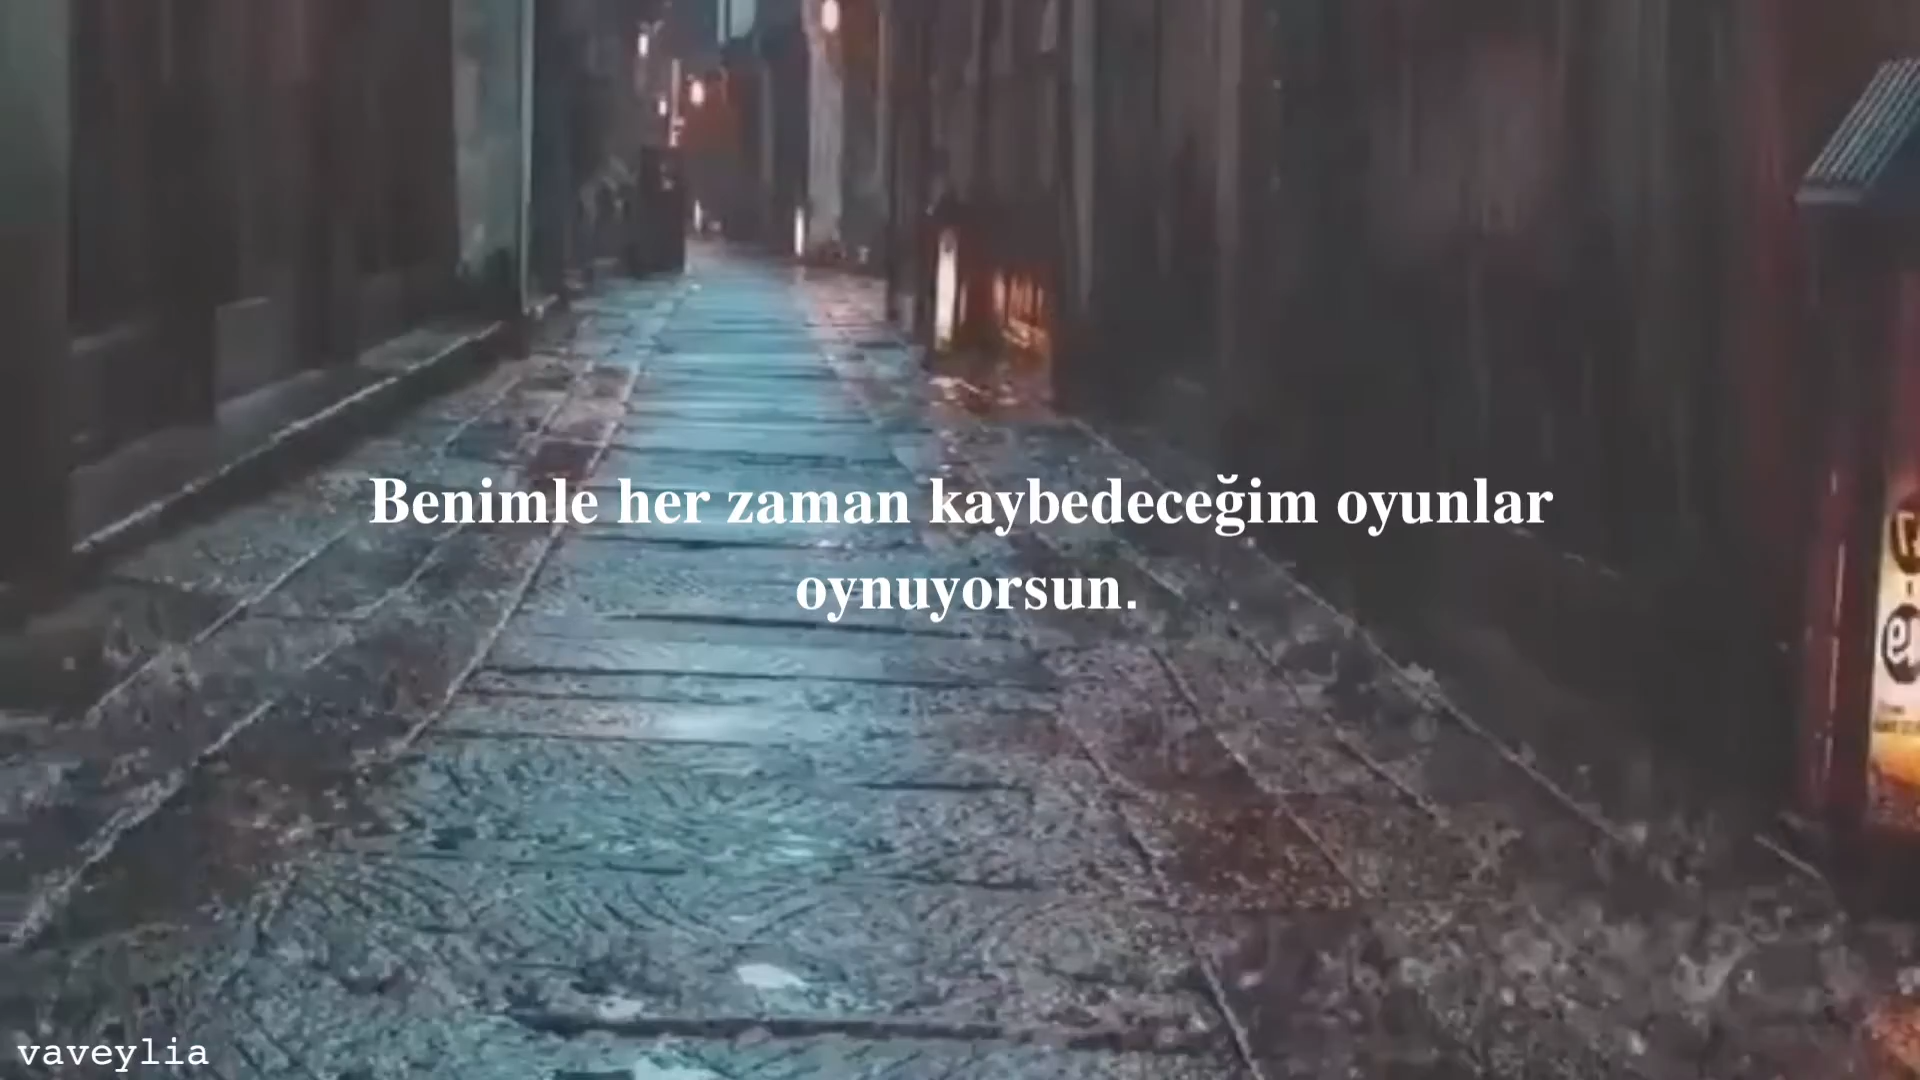 Benimle her zaman kaybedeceğim oyunlar
oynuyorsun.
vaveylia